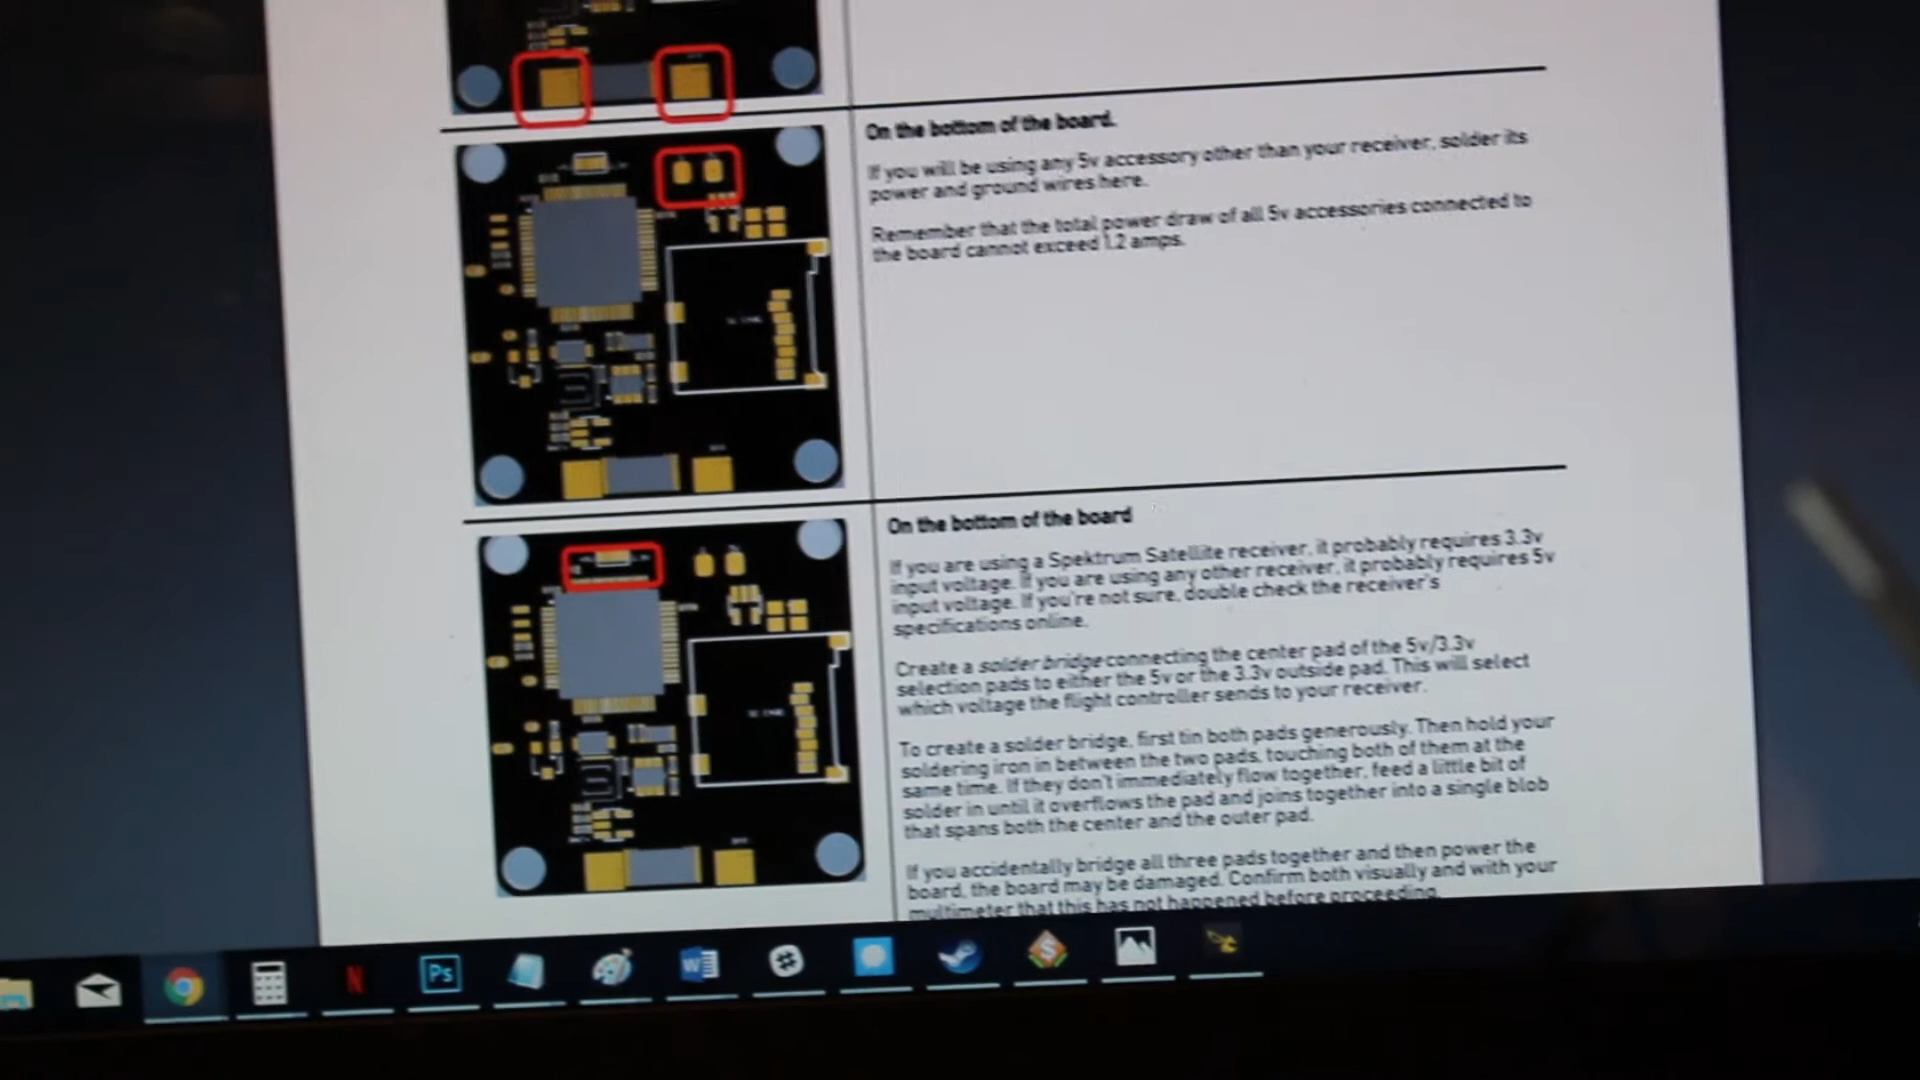 On the bottom of the board.
If you will be using any 5v accessory other than your receiver, solder its
power and ground wires here.
Remember that the total power draw of all 5v accessories connected to
the board cannot exceed 1.2 amps.
On the bottom of the board
If you are using a Spektrum Satellite receiver, it probably requires 3.3v
input voltage. If you are using any other receiver, it probably requires 5v
input voltage. If you're not sure, double check the receiver's
specifications online.
Create a solder bridge connecting the center pad of the 5v/3.3v
selection pads to either the 5v or the 3.3v outside pad. This will select
which voltage the flight controller sends to your receiver.
To create a solder bridge, first tin both pads generously. Then hold your
soldering iron in between the two pads, touching both of them at the
same time. If they don't immediately flow together, feed a little bit of
solder in until it overflows the pad and joins together into a single blob
that spans both the center and the outer pad.
If you accidentally bridge all three pads together and then power the
board, the board may be damaged. Confirm both visually and with your
multimeter that this has not happened before proceeding.
N
Ps
W
S